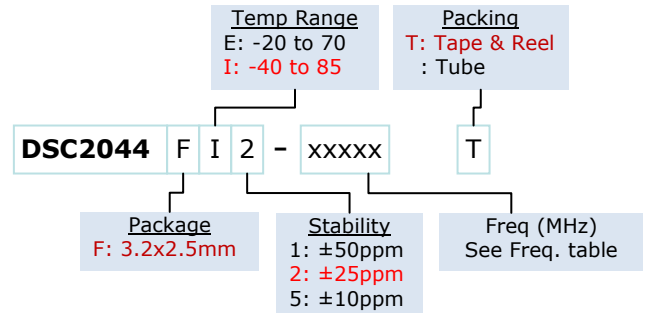 Temp Range
E: -20 to 70
I: -40 to 85
Packing
T: Tape & Reel
: Tube
DSC2044 F I 2 - xxxxx T
Package
F: 3.2x2.5mm
Stability
1: ±50ppm
2: ±25ppm
5: ±10ppm
Freq (MHz)
See Freq. table